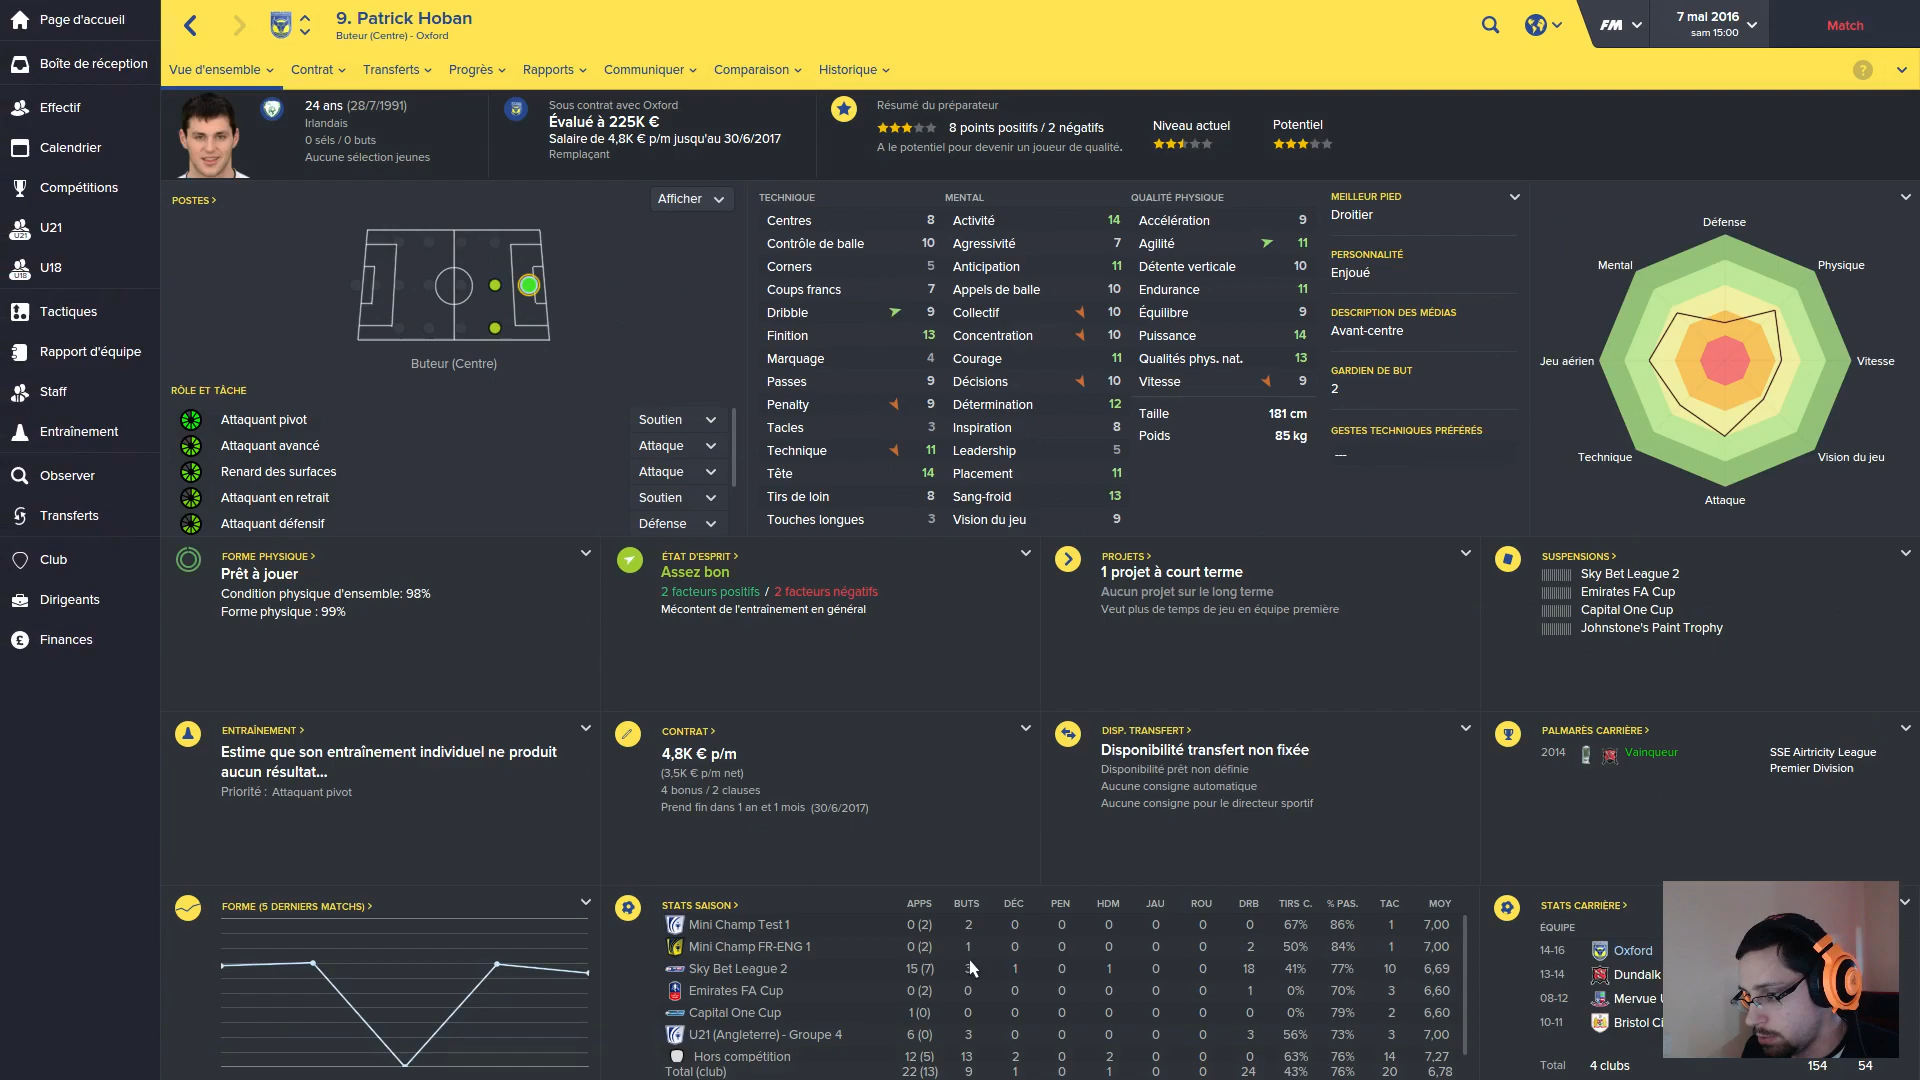 Page d'accueil
Boîte de réception
Effectif
Calendrier
Compétitions
U21
U21
U18
U18
Tactiques
Rapport d'équipe
Staff
Entraînement
Observer
Transferts
Club
Dirigeants
Finances
9. Patrick Hoban
Buteur (Centre) - Oxford
FM
7 mai 2016
sam 15:00
Match
Vue d'ensemble Contrat Transferts Progrès Rapports Communiquer Comparaison Historique
?
24 ans (28/7/1991)
Irlandais
0 séls / 0 buts
Aucune sélection jeunes
Sous contrat avec Oxford
Évalué à 225K €
Salaire de 4,8K € p/m jusqu'au 30/6/2017
Remplaçant
Résumé du préparateur
8 points positifs / 2 négatifs
A le potentiel pour devenir un joueur de qualité.
Niveau actuel
Potentiel
POSTES >
Afficher
Buteur (Centre)
RÔLE ET TÂCHE
Attaquant pivot Soutien
Attaquant avancé Attaque
Renard des surfaces Attaque
Attaquant en retrait Soutien
Attaquant défensif Défense
TECHNIQUE
Centres 8
Contrôle de balle 10
Corners 5
Coups francs 7
Dribble 9
Finition 13
Marquage 4
Passes 9
Penalty 9
Tacles 3
Technique 11
Tête 14
Tirs de loin 8
Touches longues 3
MENTAL
Activité 14
Agressivité 7
Anticipation 11
Appels de balle 10
Collectif 10
Concentration 10
Courage 11
Décisions 10
Détermination 12
Inspiration 8
Leadership 5
Placement 11
Sang-froid 13
Vision du jeu 9
QUALITÉ PHYSIQUE
Accélération 9
Agilité 11
Détente verticale 10
Endurance 11
Équilibre 9
Puissance 14
Qualités phys. nat. 13
Vitesse 9
Taille 181 cm
Poids 85 kg
MEILLEUR PIED
Droitier
PERSONNALITÉ
Enjoué
DESCRIPTION DES MÉDIAS
Avant-centre
GARDIEN DE BUT
2
GESTES TECHNIQUES PRÉFÉRÉS
---
Défense
Mental
Physique
Jeu aérien
Vitesse
Technique
Vision du jeu
Attaque
FORME PHYSIQUE >
Prêt à jouer
Condition physique d'ensemble: 98%
Forme physique : 99%
ÉTAT D'ESPRIT >
Assez bon
2 facteurs positifs / 2 facteurs négatifs
Mécontent de l'entraînement en général
PROJETS >
1 projet à court terme
Aucun projet sur le long terme
Veut plus de temps de jeu en équipe première
SUSPENSIONS >
Sky Bet League 2
Emirates FA Cup
Capital One Cup
Johnstone's Paint Trophy
ENTRAÎNEMENT >
Estime que son entraînement individuel ne produit
aucun résultat...
Priorité : Attaquant pivot
CONTRAT >
4,8K € p/m
(3,5K € p/m net)
4 bonus / 2 clauses
Prend fin dans 1 an et 1 mois (30/6/2017)
DISP. TRANSFERT >
Disponibilité transfert non fixée
Disponibilité prêt non définie
Aucune consigne automatique
Aucune consigne pour le directeur sportif
PALMARÈS CARRIÈRE >
2014 Vainqueur SSE Airtricity League
Premier Division
FORME (5 DERNIERS MATCHS) >
STATS SAISON > APPS BUTS DÉC PEN HDM JAU ROU DRB TIRS C. % PAS. TAC MOY
Mini Champ Test 1 0 (2) 2 0 0 0 0 0 0 67% 86% 1 7,00
Mini Champ FR-ENG 1 0 (2) 1 0 0 0 0 0 2 50% 84% 1 7,00
Sky Bet League 2 15 (7) 1 0 1 0 0 18 41% 77% 10 6,69
Emirates FA Cup 0 (2) 0 0 0 0 0 0 1 0% 70% 3 6,60
Capital One Cup 1 (0) 0 0 0 0 0 0 0 0% 79% 2 6,60
U21 (Angleterre) - Groupe 4 6 (0) 3 0 0 0 0 0 3 56% 73% 3 7,00
Hors compétition 12 (5) 13 2 0 2 0 0 0 63% 76% 14 7,27
Total (club) 22 (13) 9 1 0 1 0 0 24 43% 76% 20 6,78
STATS CARRIÈRE >
ÉQUIPE
14-16 Oxford
13-14 Dundalk
08-12 Mervue
10-11 Bristol Ci
Total 4 clubs 154 54